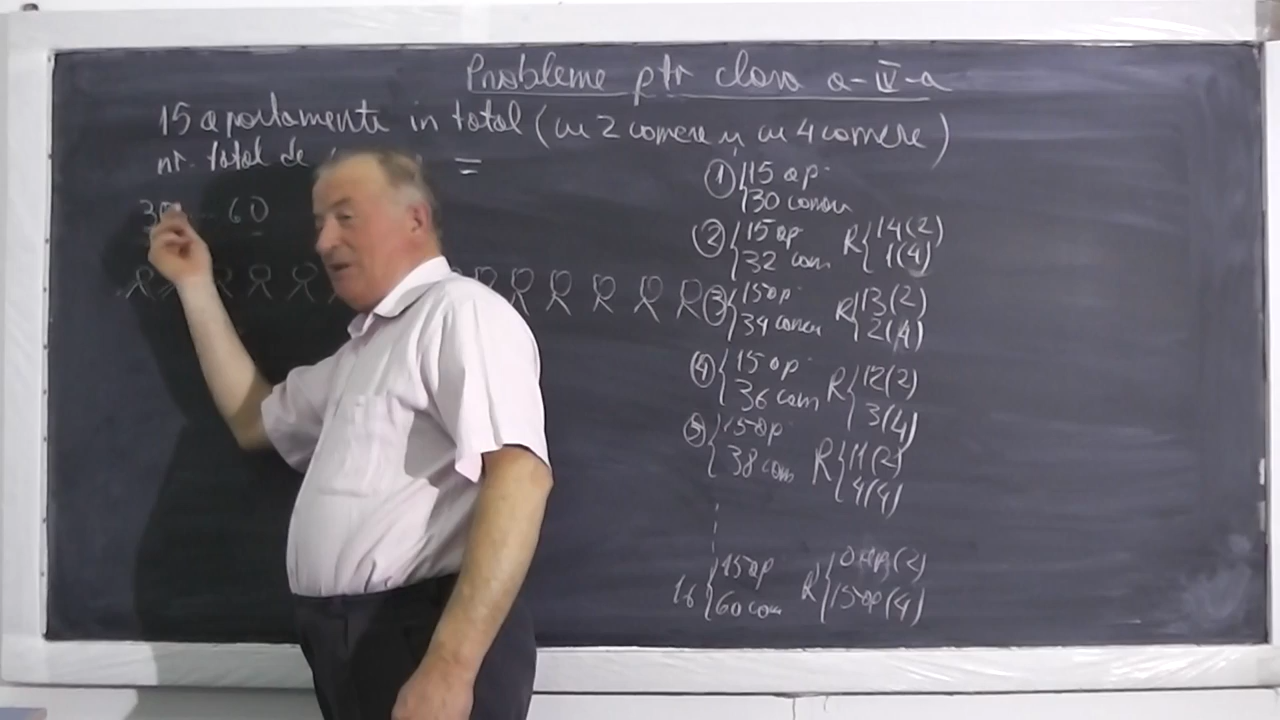 Probleme ptr clasa a-IV-a
15 apartamente in total (cu 2 camere și cu 4 camere)
nr. total de =
30 ... 60
① 15 ap.
30 camere
② 15 ap R 14(2)
32 cam 1(4)
③ 15 ap. R 13(2)
34 camere 2(4)
④ 15 ap R 12(2)
36 cam 3(4)
⑤ 15 ap R 11(2)
38 cam 4(4)
16 15 ap R 0 ap(2)
60 cam 15 ap(4)